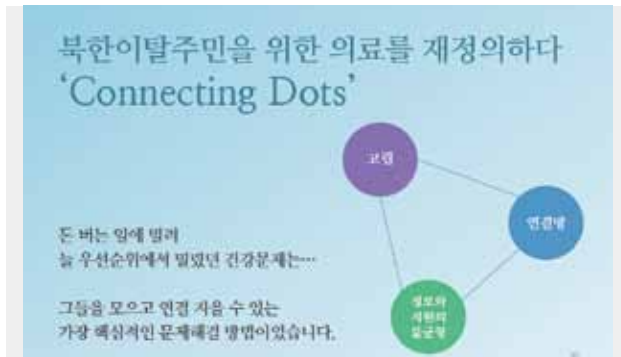 북한이탈주민을 위한 의료를 재정의하다
‘Connecting Dots’
고립
연결망
돈 버는 일에 밀려
늘 우선순위에서 밀렸던 건강문제는…
정보와
자원의
불균형
그들을 모으고 연결 지을 수 있는
가장 핵심적인 문제해결 방법이었습니다.